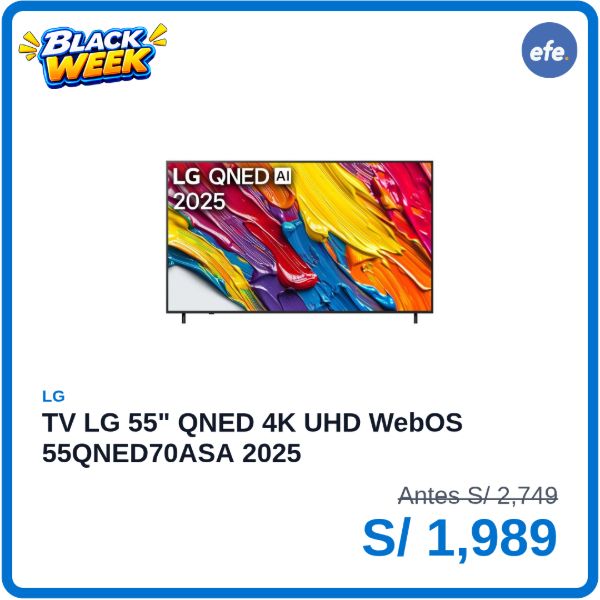 BLACK
WEEK
efe.
LG QNED AI
2025
LG
TV LG 55" QNED 4K UHD WebOS
55QNED70ASA 2025
Antes S/ 2,749
S/ 1,989